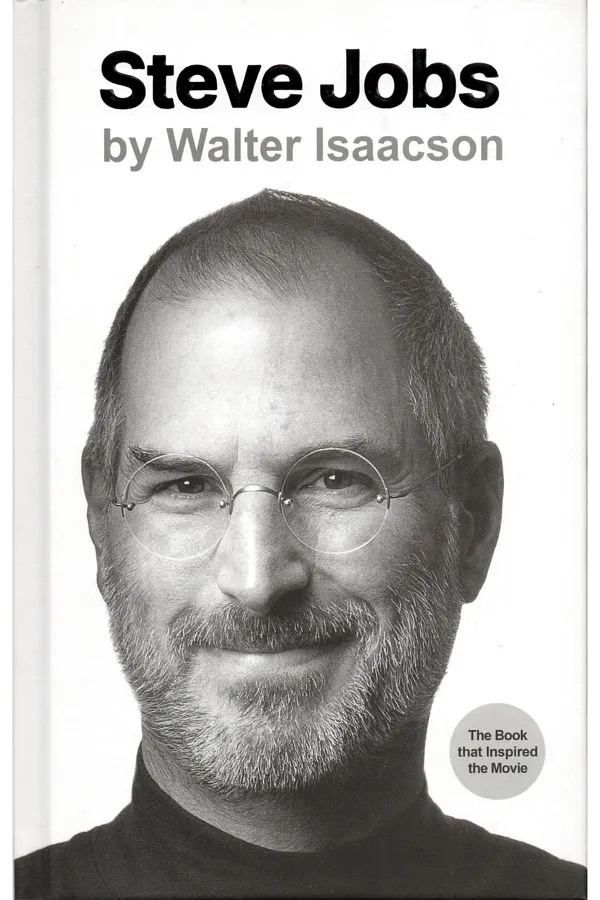 Steve Jobs
by Walter Isaacson
The Book
that Inspired
the Movie